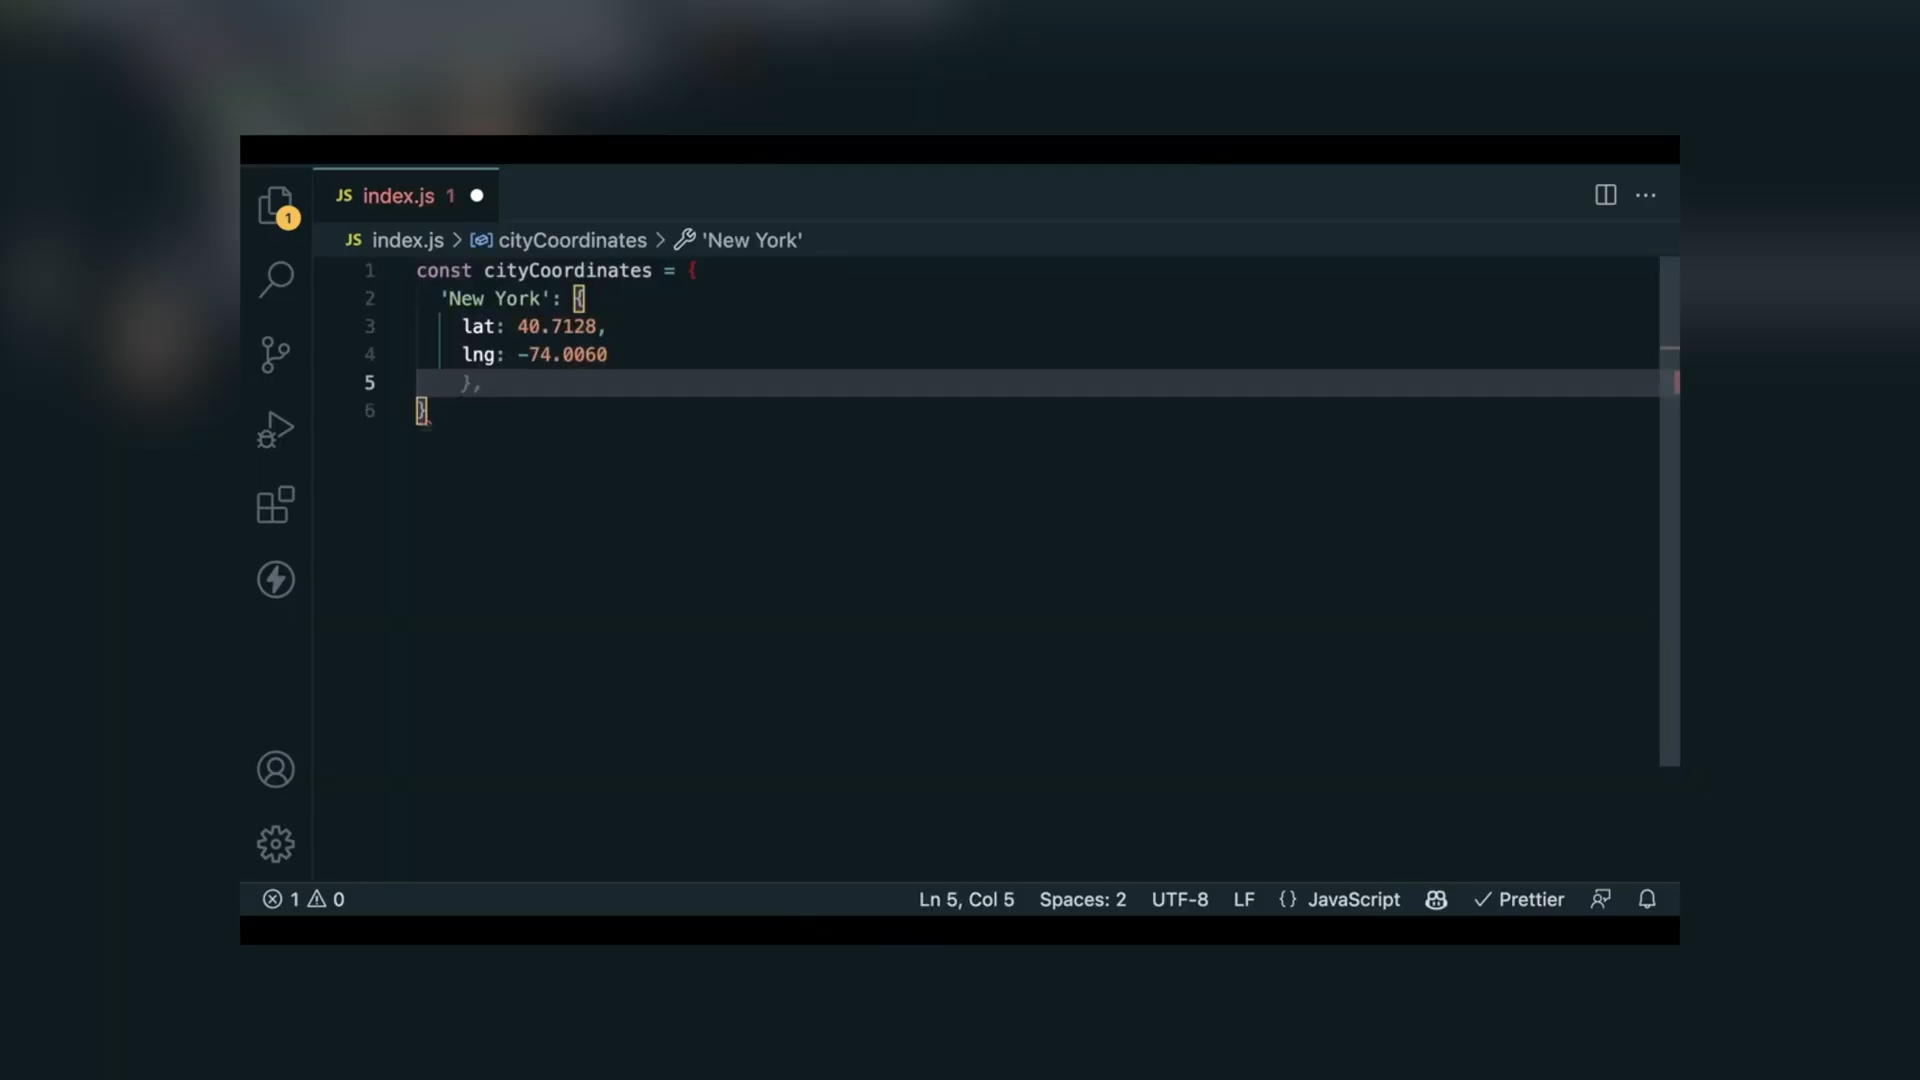 1
JS index.js 1
JS index.js > cityCoordinates > 'New York'
1 const cityCoordinates = {
2 'New York': {
3 lat: 40.7128,
4 lng: -74.0060
5 },
6 }
1 0 Ln 5, Col 5 Spaces: 2 UTF-8 LF {} JavaScript Prettier